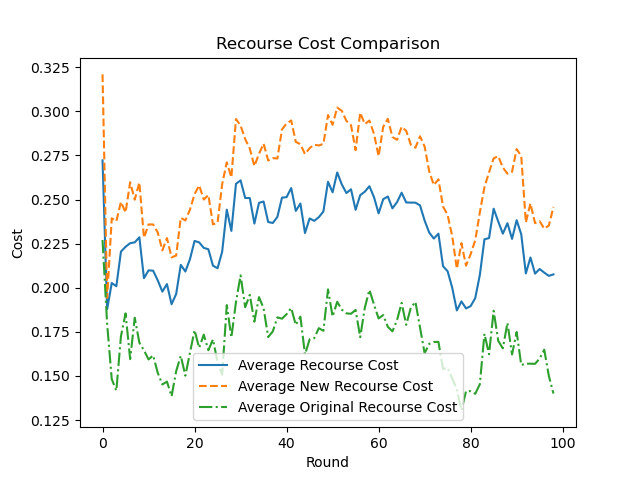 Recourse Cost Comparison
0.325
0.300
0.275
0.250
0.225
0.200
0.175
0.150
0.125
Cost
Average Recourse Cost
Average New Recourse Cost
Average Original Recourse Cost
0 20 40 60 80 100
Round